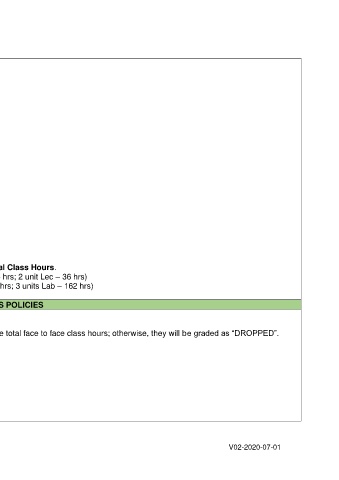 al Class Hours.
hrs; 2 unit Lec – 36 hrs)
hrs; 3 units Lab – 162 hrs)
S POLICIES
e total face to face class hours; otherwise, they will be graded as “DROPPED”.
V02-2020-07-01